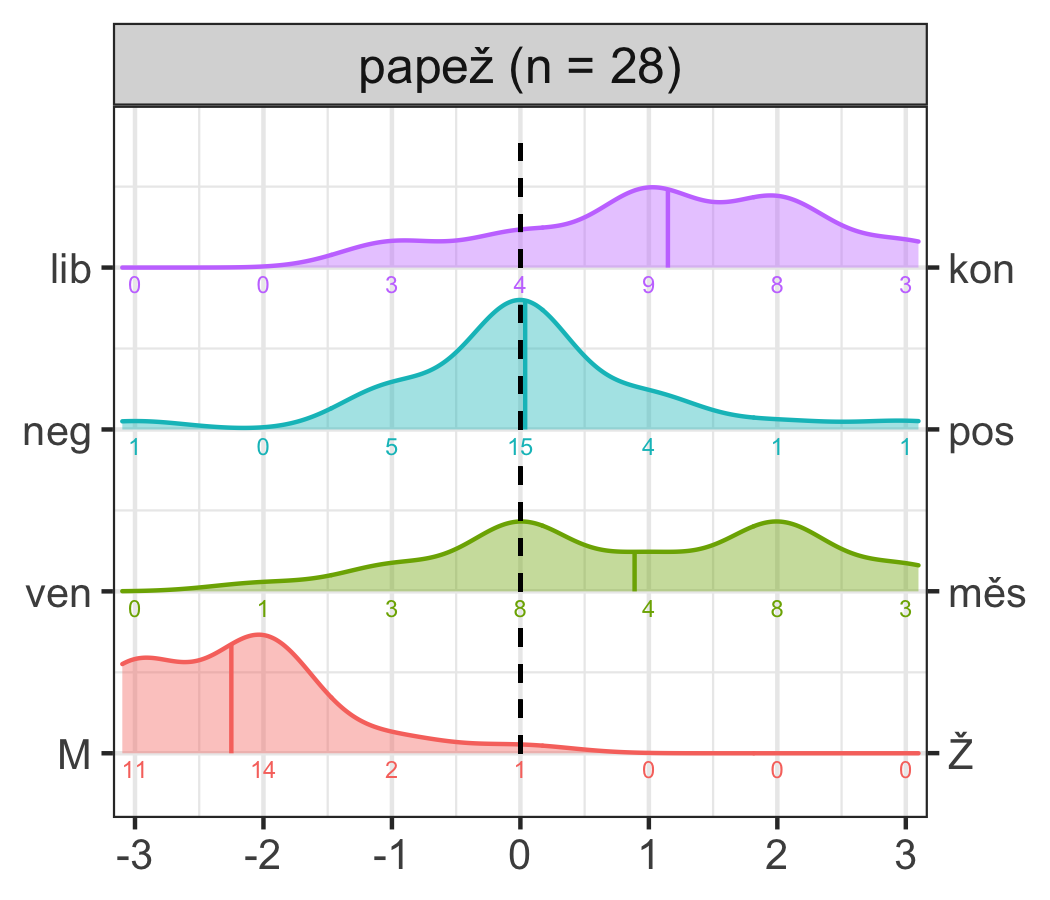 papež (n = 28)
lib kon
0 0 3 4 9 8 3
neg pos
1 0 5 15 4 1 1
ven měs
0 1 3 8 4 8 3
M Ž
11 14 2 1 0 0 0
-3 -2 -1 0 1 2 3